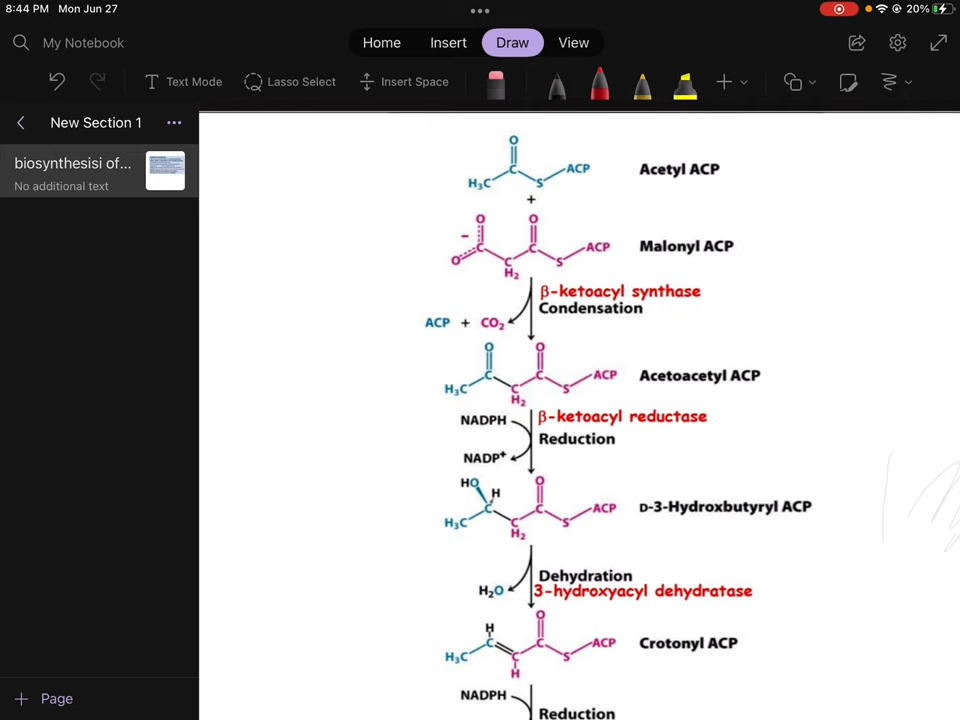 8:44 PM Mon Jun 27
20%
My Notebook
Home Insert Draw View
Text Mode Lasso Select Insert Space
New Section 1
biosynthesisi of...
No additional text
O
C
H₃C S ACP Acetyl ACP
+
O O
−
O C C ACP Malonyl ACP
C S
H₂
β-ketoacyl synthase
Condensation
ACP + CO₂
O O
C C ACP Acetoacetyl ACP
H₃C C S
H₂
NADPH β-ketoacyl reductase
Reduction
NADP⁺
HO H O
C C ACP D-3-Hydroxbutyryl ACP
H₃C C S
H₂
Dehydration
H₂O 3-hydroxyacyl dehydratase
H O
C C ACP Crotonyl ACP
H₃C C S
H
NADPH
Reduction
+ Page